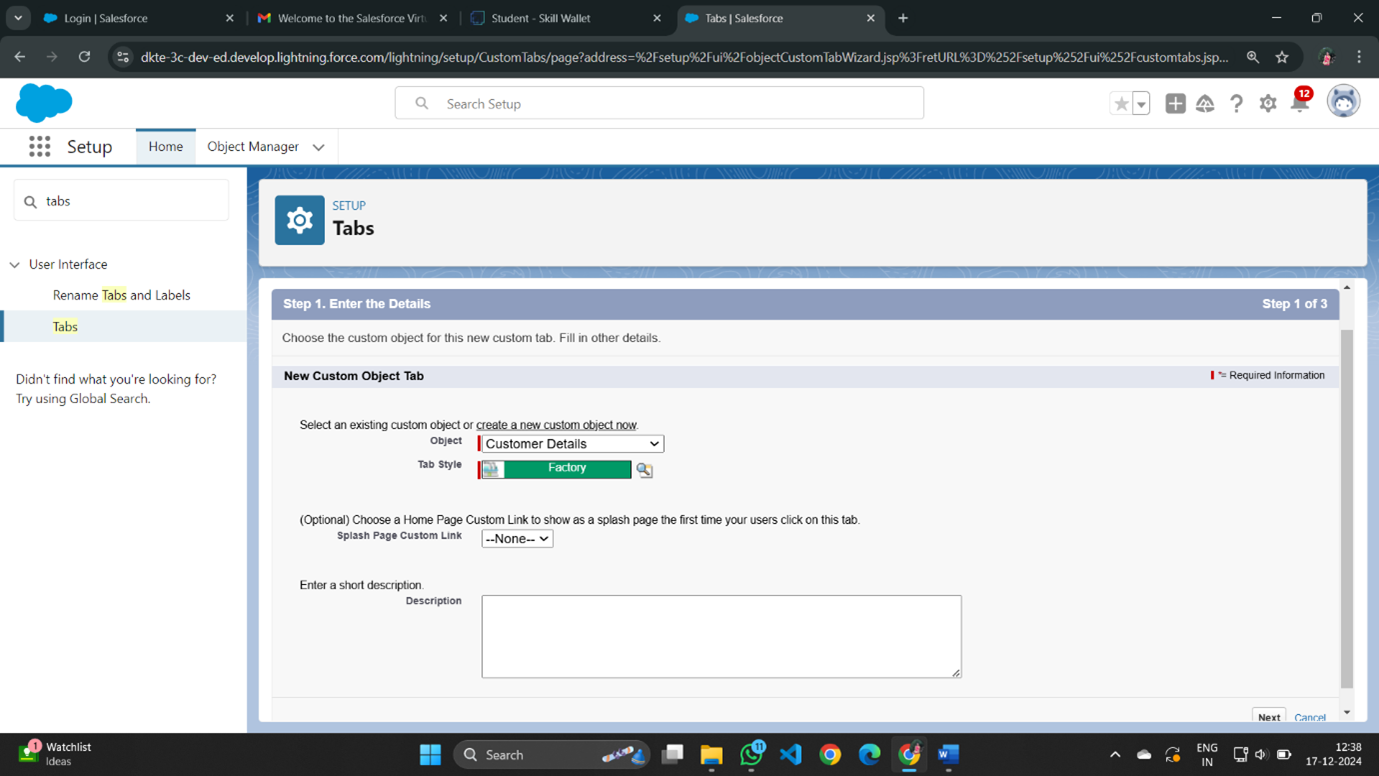 Login | Salesforce
Welcome to the Salesforce Virtu
Student - Skill Wallet
Tabs | Salesforce
dkte-3c-dev-ed.develop.lightning.force.com/lightning/setup/CustomTabs/page?address=%2Fsetup%2Fui%2FobjectCustomTabWizard.jsp%3FretURL%3D%252Fsetup%252Fui%252Fcustomtabs.jsp...
Search Setup
12
Setup
Home
Object Manager
tabs
User Interface
Rename Tabs and Labels
Tabs
Didn't find what you're looking for?
Try using Global Search.
SETUP
Tabs
Step 1. Enter the Details
Step 1 of 3
Choose the custom object for this new custom tab. Fill in other details.
New Custom Object Tab
*= Required Information
Select an existing custom object or create a new custom object now.
Object
Customer Details
Tab Style
Factory
(Optional) Choose a Home Page Custom Link to show as a splash page the first time your users click on this tab.
Splash Page Custom Link
--None--
Enter a short description.
Description
Next
Cancel
1
Watchlist
Ideas
Search
11
ENG
IN
12:38
17-12-2024